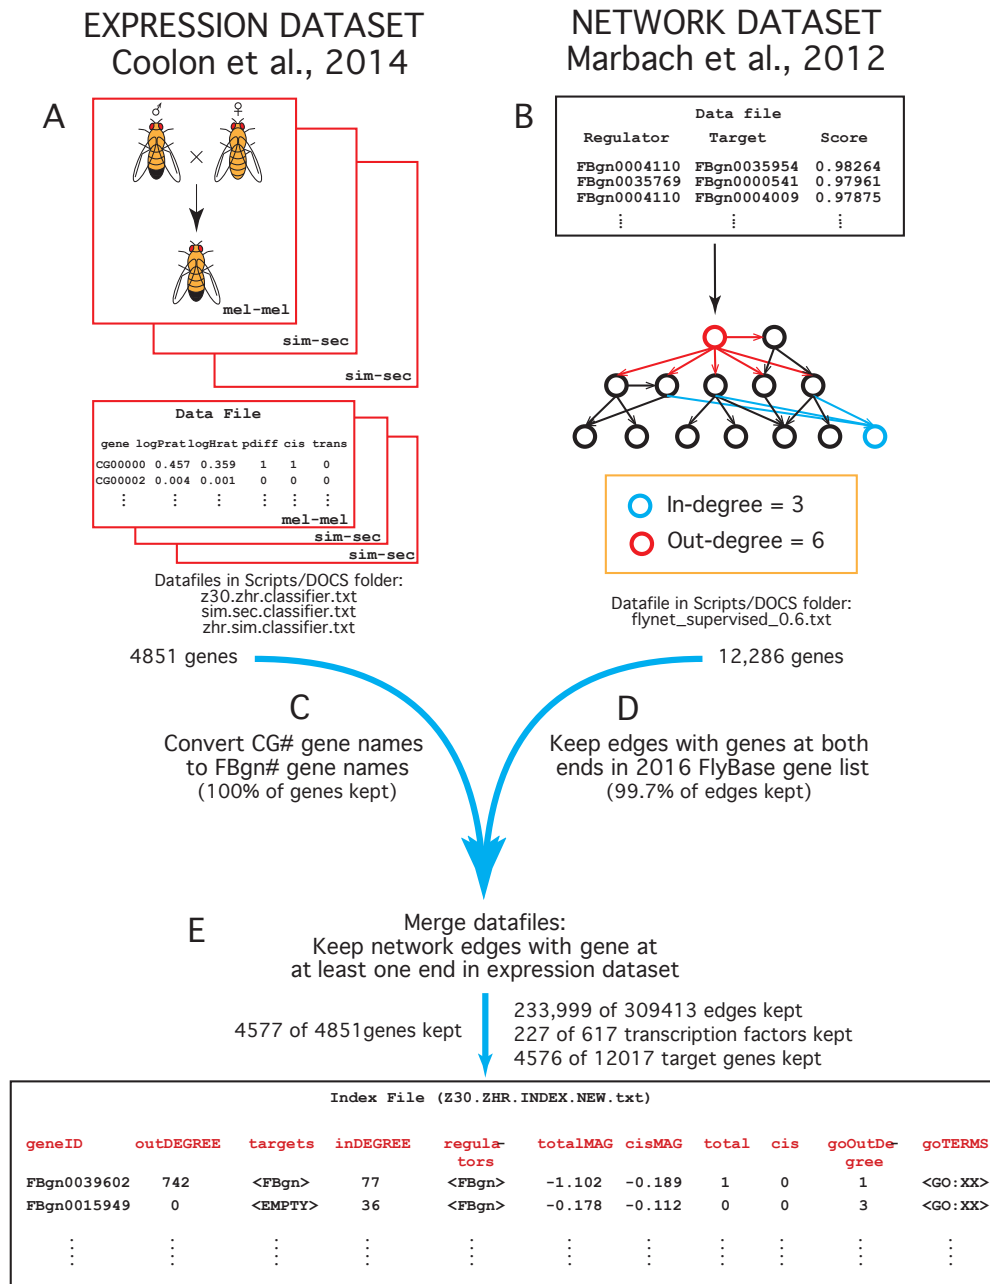 EXPRESSION DATASET
Coolon et al., 2014
A
♂ ♀
×
mel-mel
sim-sec
sim-sec
Data File
gene logPrat logHrat pdiff cis trans
CG00000 0.457 0.359 1 1 0
CG00002 0.004 0.001 0 0 0
mel-mel
sim-sec
sim-sec
Datafiles in Scripts/DOCS folder:
z30.zhr.classifier.txt
sim.sec.classifier.txt
zhr.sim.classifier.txt
4851 genes
NETWORK DATASET
Marbach et al., 2012
B
Data file
Regulator Target Score
FBgn0004110 FBgn0035954 0.98264
FBgn0035769 FBgn0000541 0.97961
FBgn0004110 FBgn0004009 0.97875
In-degree = 3
Out-degree = 6
Datafile in Scripts/DOCS folder:
flynet_supervised_0.6.txt
12,286 genes
C
Convert CG# gene names
to FBgn# gene names
(100% of genes kept)
D
Keep edges with genes at both
ends in 2016 FlyBase gene list
(99.7% of edges kept)
E
Merge datafiles:
Keep network edges with gene at
at least one end in expression dataset
4577 of 4851genes kept
233,999 of 309413 edges kept
227 of 617 transcription factors kept
4576 of 12017 target genes kept
Index File (Z30.ZHR.INDEX.NEW.txt)
geneID outDEGREE targets inDEGREE regula- totalMAG cisMAG total cis goOutDe- goTERMS
tors gree
FBgn0039602 742 <FBgn> 77 <FBgn> -1.102 -0.189 1 0 1 <GO:XX>
FBgn0015949 0 <EMPTY> 36 <FBgn> -0.178 -0.112 0 0 3 <GO:XX>